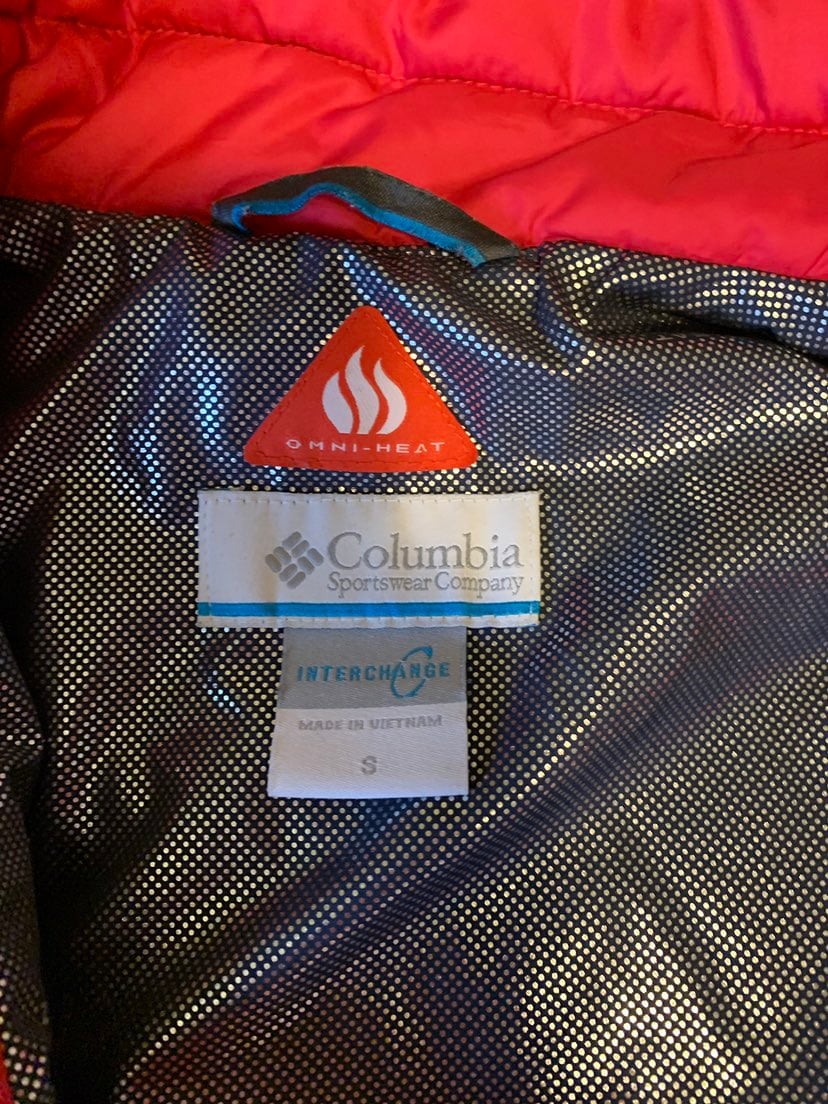 OMNI-HEAT
Columbia
Sportswear Company
INTERCHANGE
MADE IN VIETNAM
S